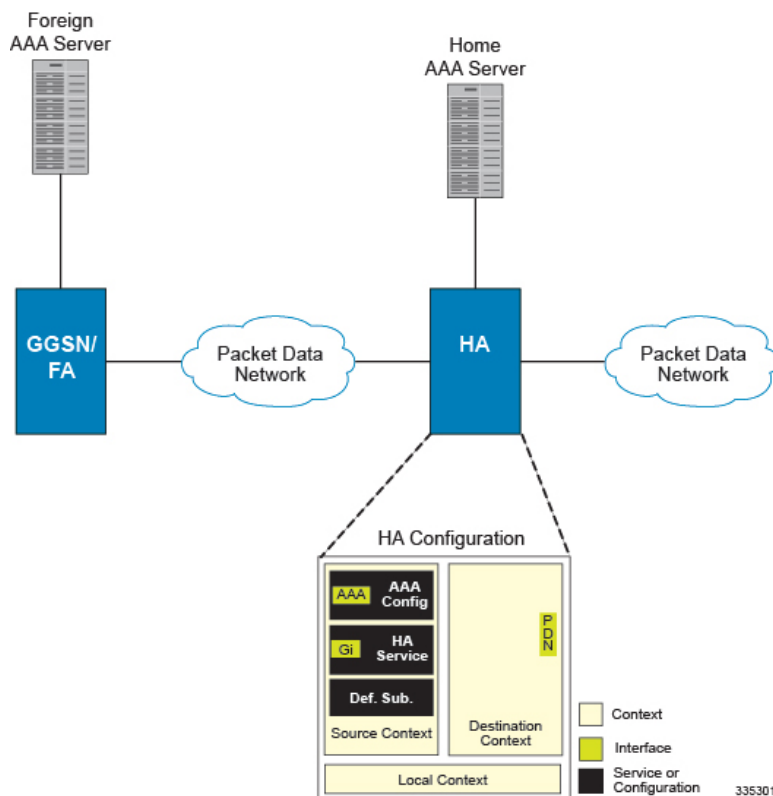 Foreign
AAA Server
Home
AAA Server
GGSN/
FA
Packet Data
Network
HA
Packet Data
Network
HA Configuration
AAA
AAA
Config
Gi
HA
Service
Def. Sub.
Source Context
PDN
Destination
Context
Local Context
Context
Interface
Service or
Configuration
335301